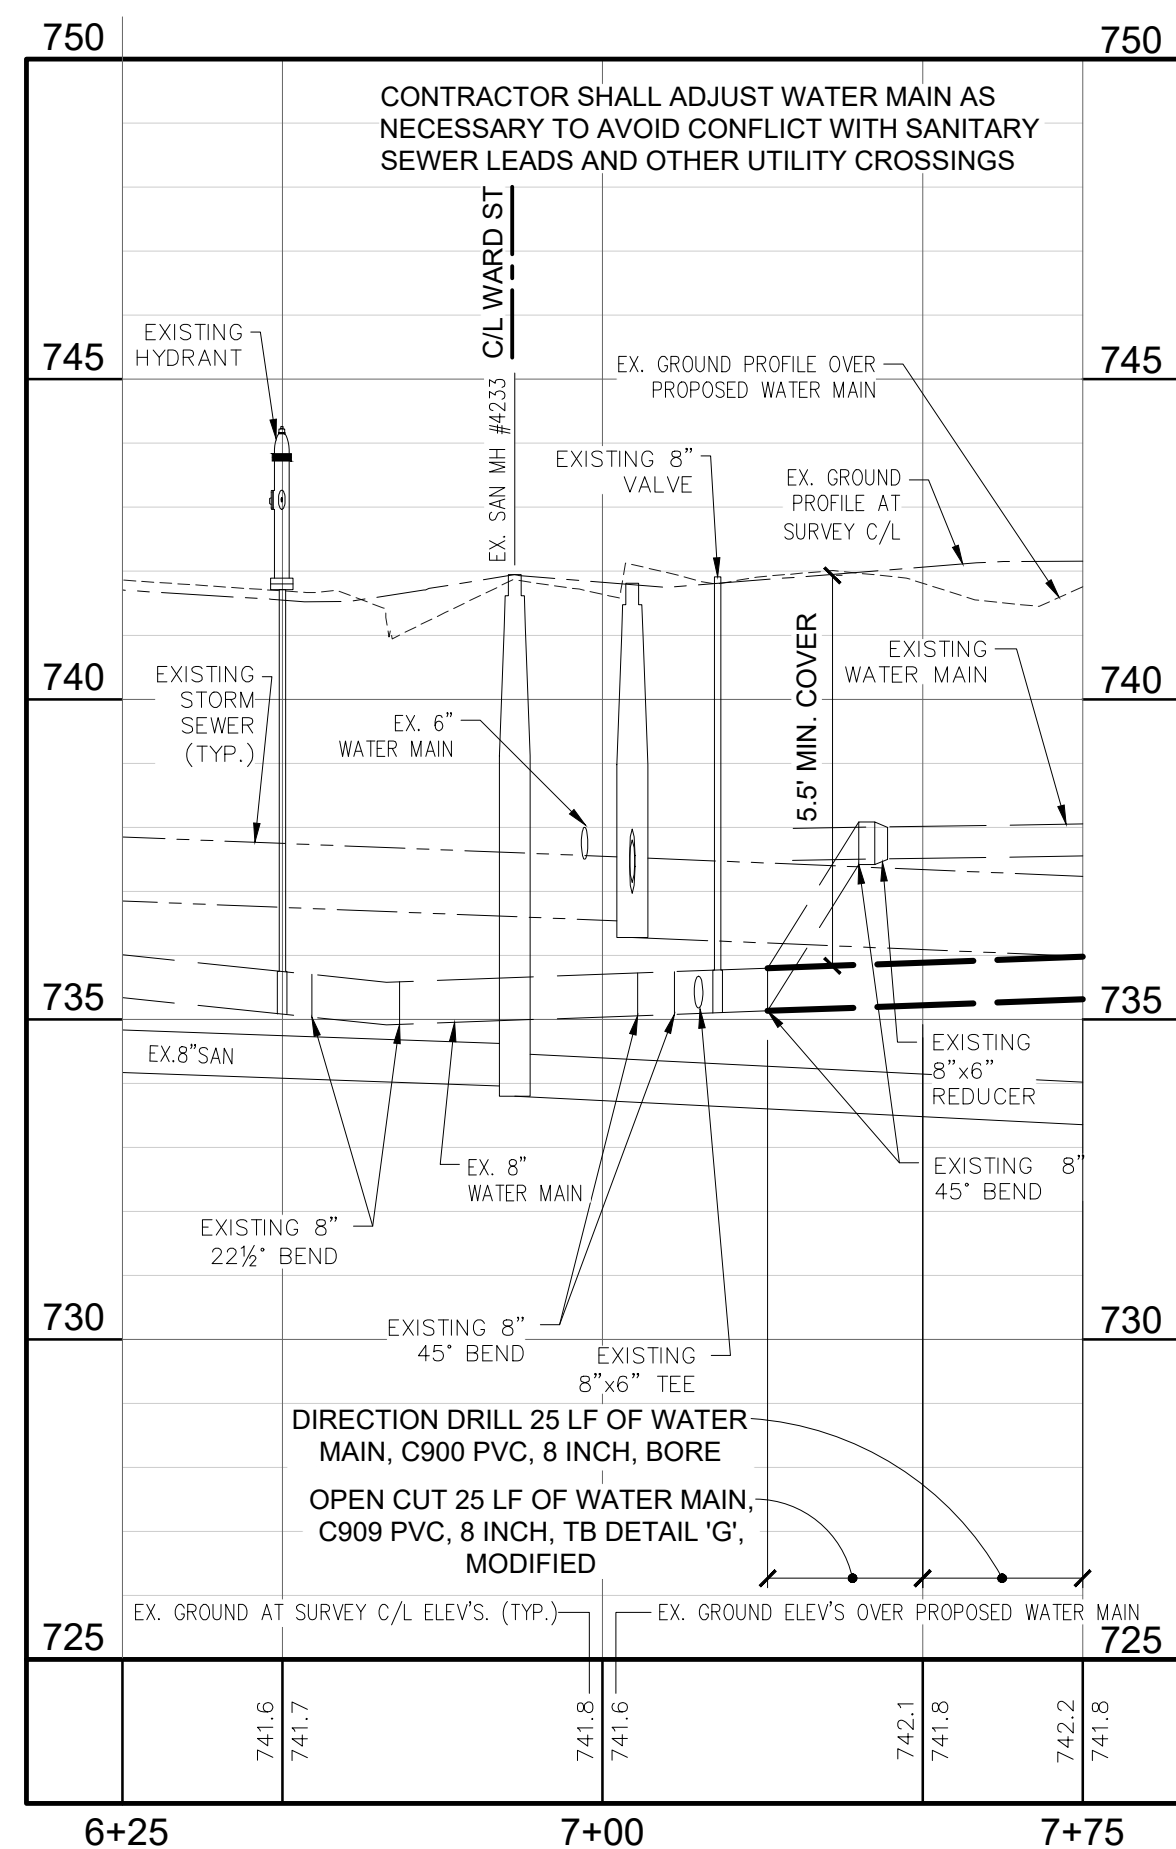 750
750
CONTRACTOR SHALL ADJUST WATER MAIN AS
NECESSARY TO AVOID CONFLICT WITH SANITARY
SEWER LEADS AND OTHER UTILITY CROSSINGS
C/L WARD ST
EXISTING
HYDRANT
745
745
EX. GROUND PROFILE OVER
PROPOSED WATER MAIN
EX. SAN MH #4233
EXISTING 8"
VALVE
EX. GROUND
PROFILE AT
SURVEY C/L
5.5' MIN. COVER
EXISTING
WATER MAIN
740
740
EXISTING
STORM
SEWER
(TYP.)
EX. 6"
WATER MAIN
735
735
EX.8"SAN
EXISTING
8"x6"
REDUCER
EX. 8"
WATER MAIN
EXISTING 8"
45° BEND
EXISTING 8"
22½° BEND
730
730
EXISTING 8"
45° BEND
EXISTING
8"x6" TEE
DIRECTION DRILL 25 LF OF WATER
MAIN, C900 PVC, 8 INCH, BORE
OPEN CUT 25 LF OF WATER MAIN,
C909 PVC, 8 INCH, TB DETAIL 'G',
MODIFIED
EX. GROUND AT SURVEY C/L ELEV'S. (TYP.)
EX. GROUND ELEV'S OVER PROPOSED WATER MAIN
725
725
741.6
741.7
741.8
741.6
742.1
741.8
742.2
741.8
6+25
7+00
7+75